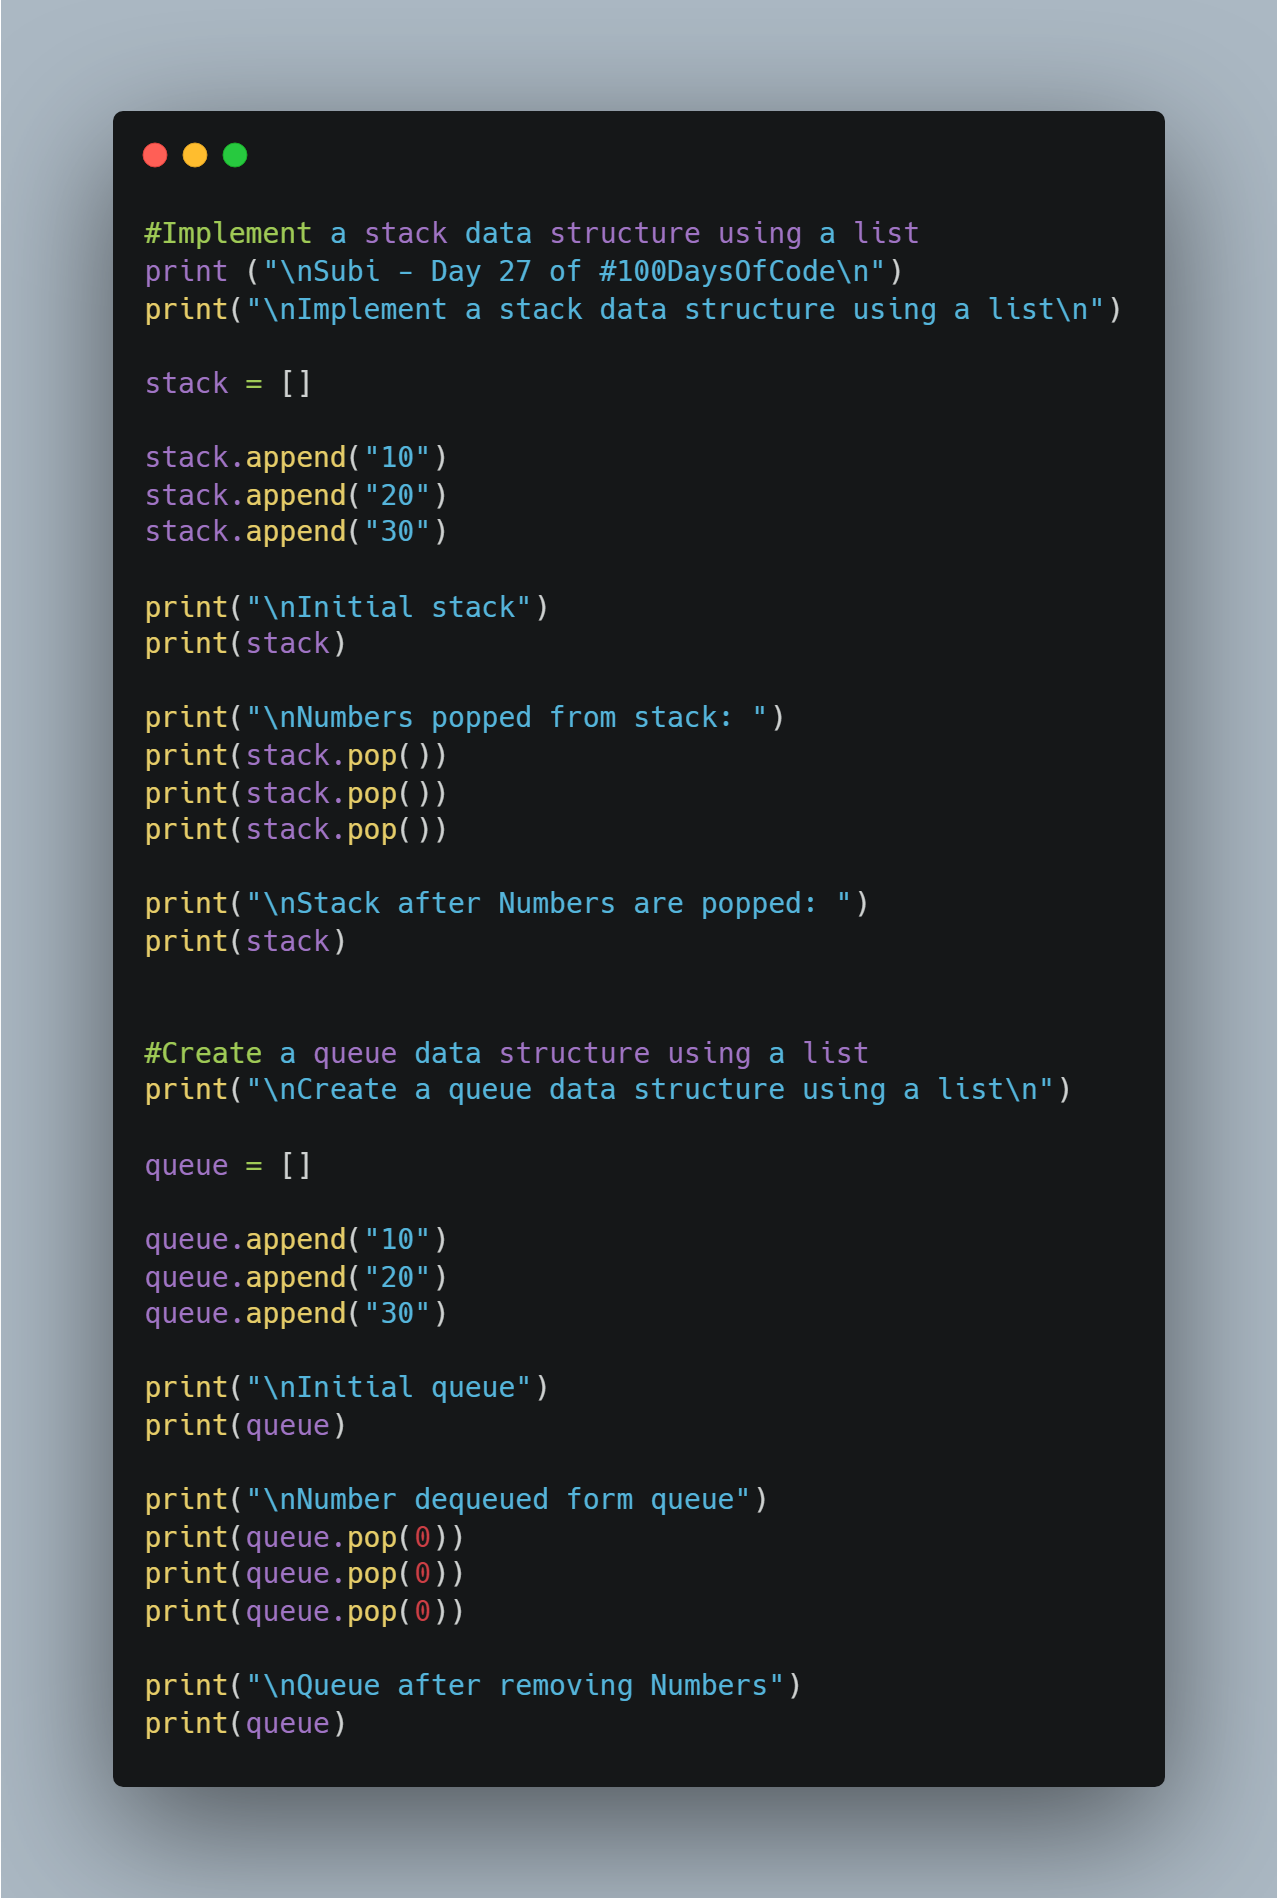 #Implement a stack data structure using a list
print ("\nSubi - Day 27 of #100DaysOfCode\n")
print("\nImplement a stack data structure using a list\n")
stack = []
stack.append("10")
stack.append("20")
stack.append("30")
print("\nInitial stack")
print(stack)
print("\nNumbers popped from stack: ")
print(stack.pop())
print(stack.pop())
print(stack.pop())
print("\nStack after Numbers are popped: ")
print(stack)
#Create a queue data structure using a list
print("\nCreate a queue data structure using a list\n")
queue = []
queue.append("10")
queue.append("20")
queue.append("30")
print("\nInitial queue")
print(queue)
print("\nNumber dequeued form queue")
print(queue.pop(0))
print(queue.pop(0))
print(queue.pop(0))
print("\nQueue after removing Numbers")
print(queue)